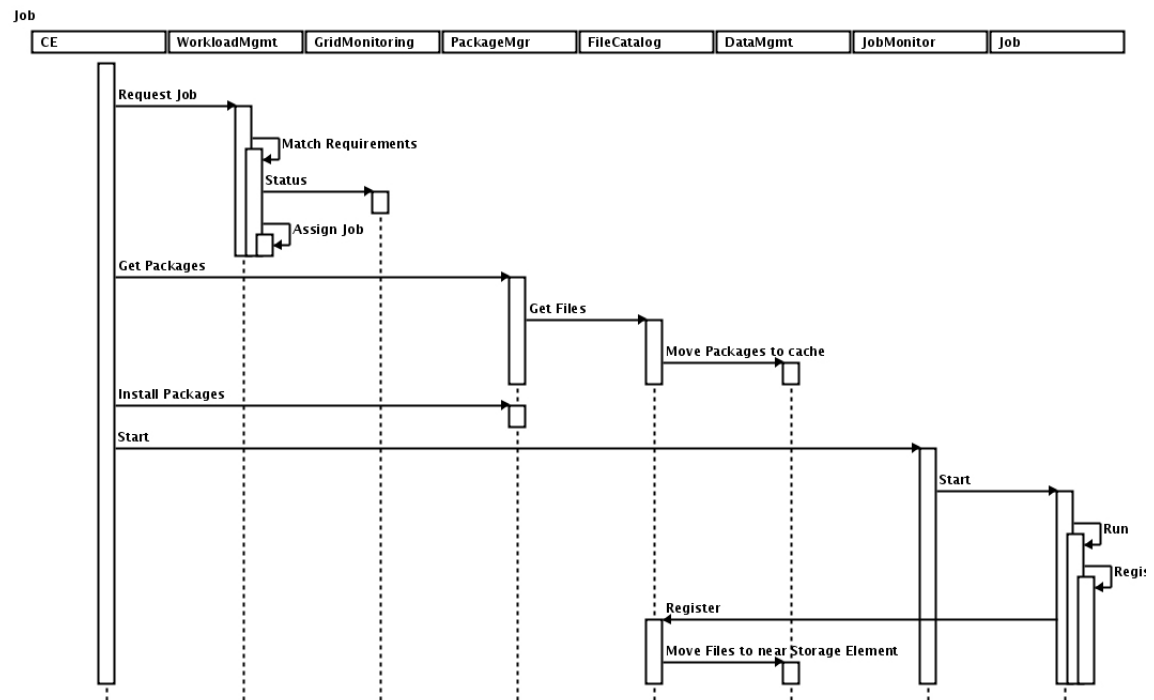 Job
CE WorkloadMgmt GridMonitoring PackageMgr FileCatalog DataMgmt JobMonitor Job
Request Job
Match Requirements
Status
Assign Job
Get Packages
Get Files
Move Packages to cache
Install Packages
Start
Start
Run
Regis
Register
Move Files to near Storage Element